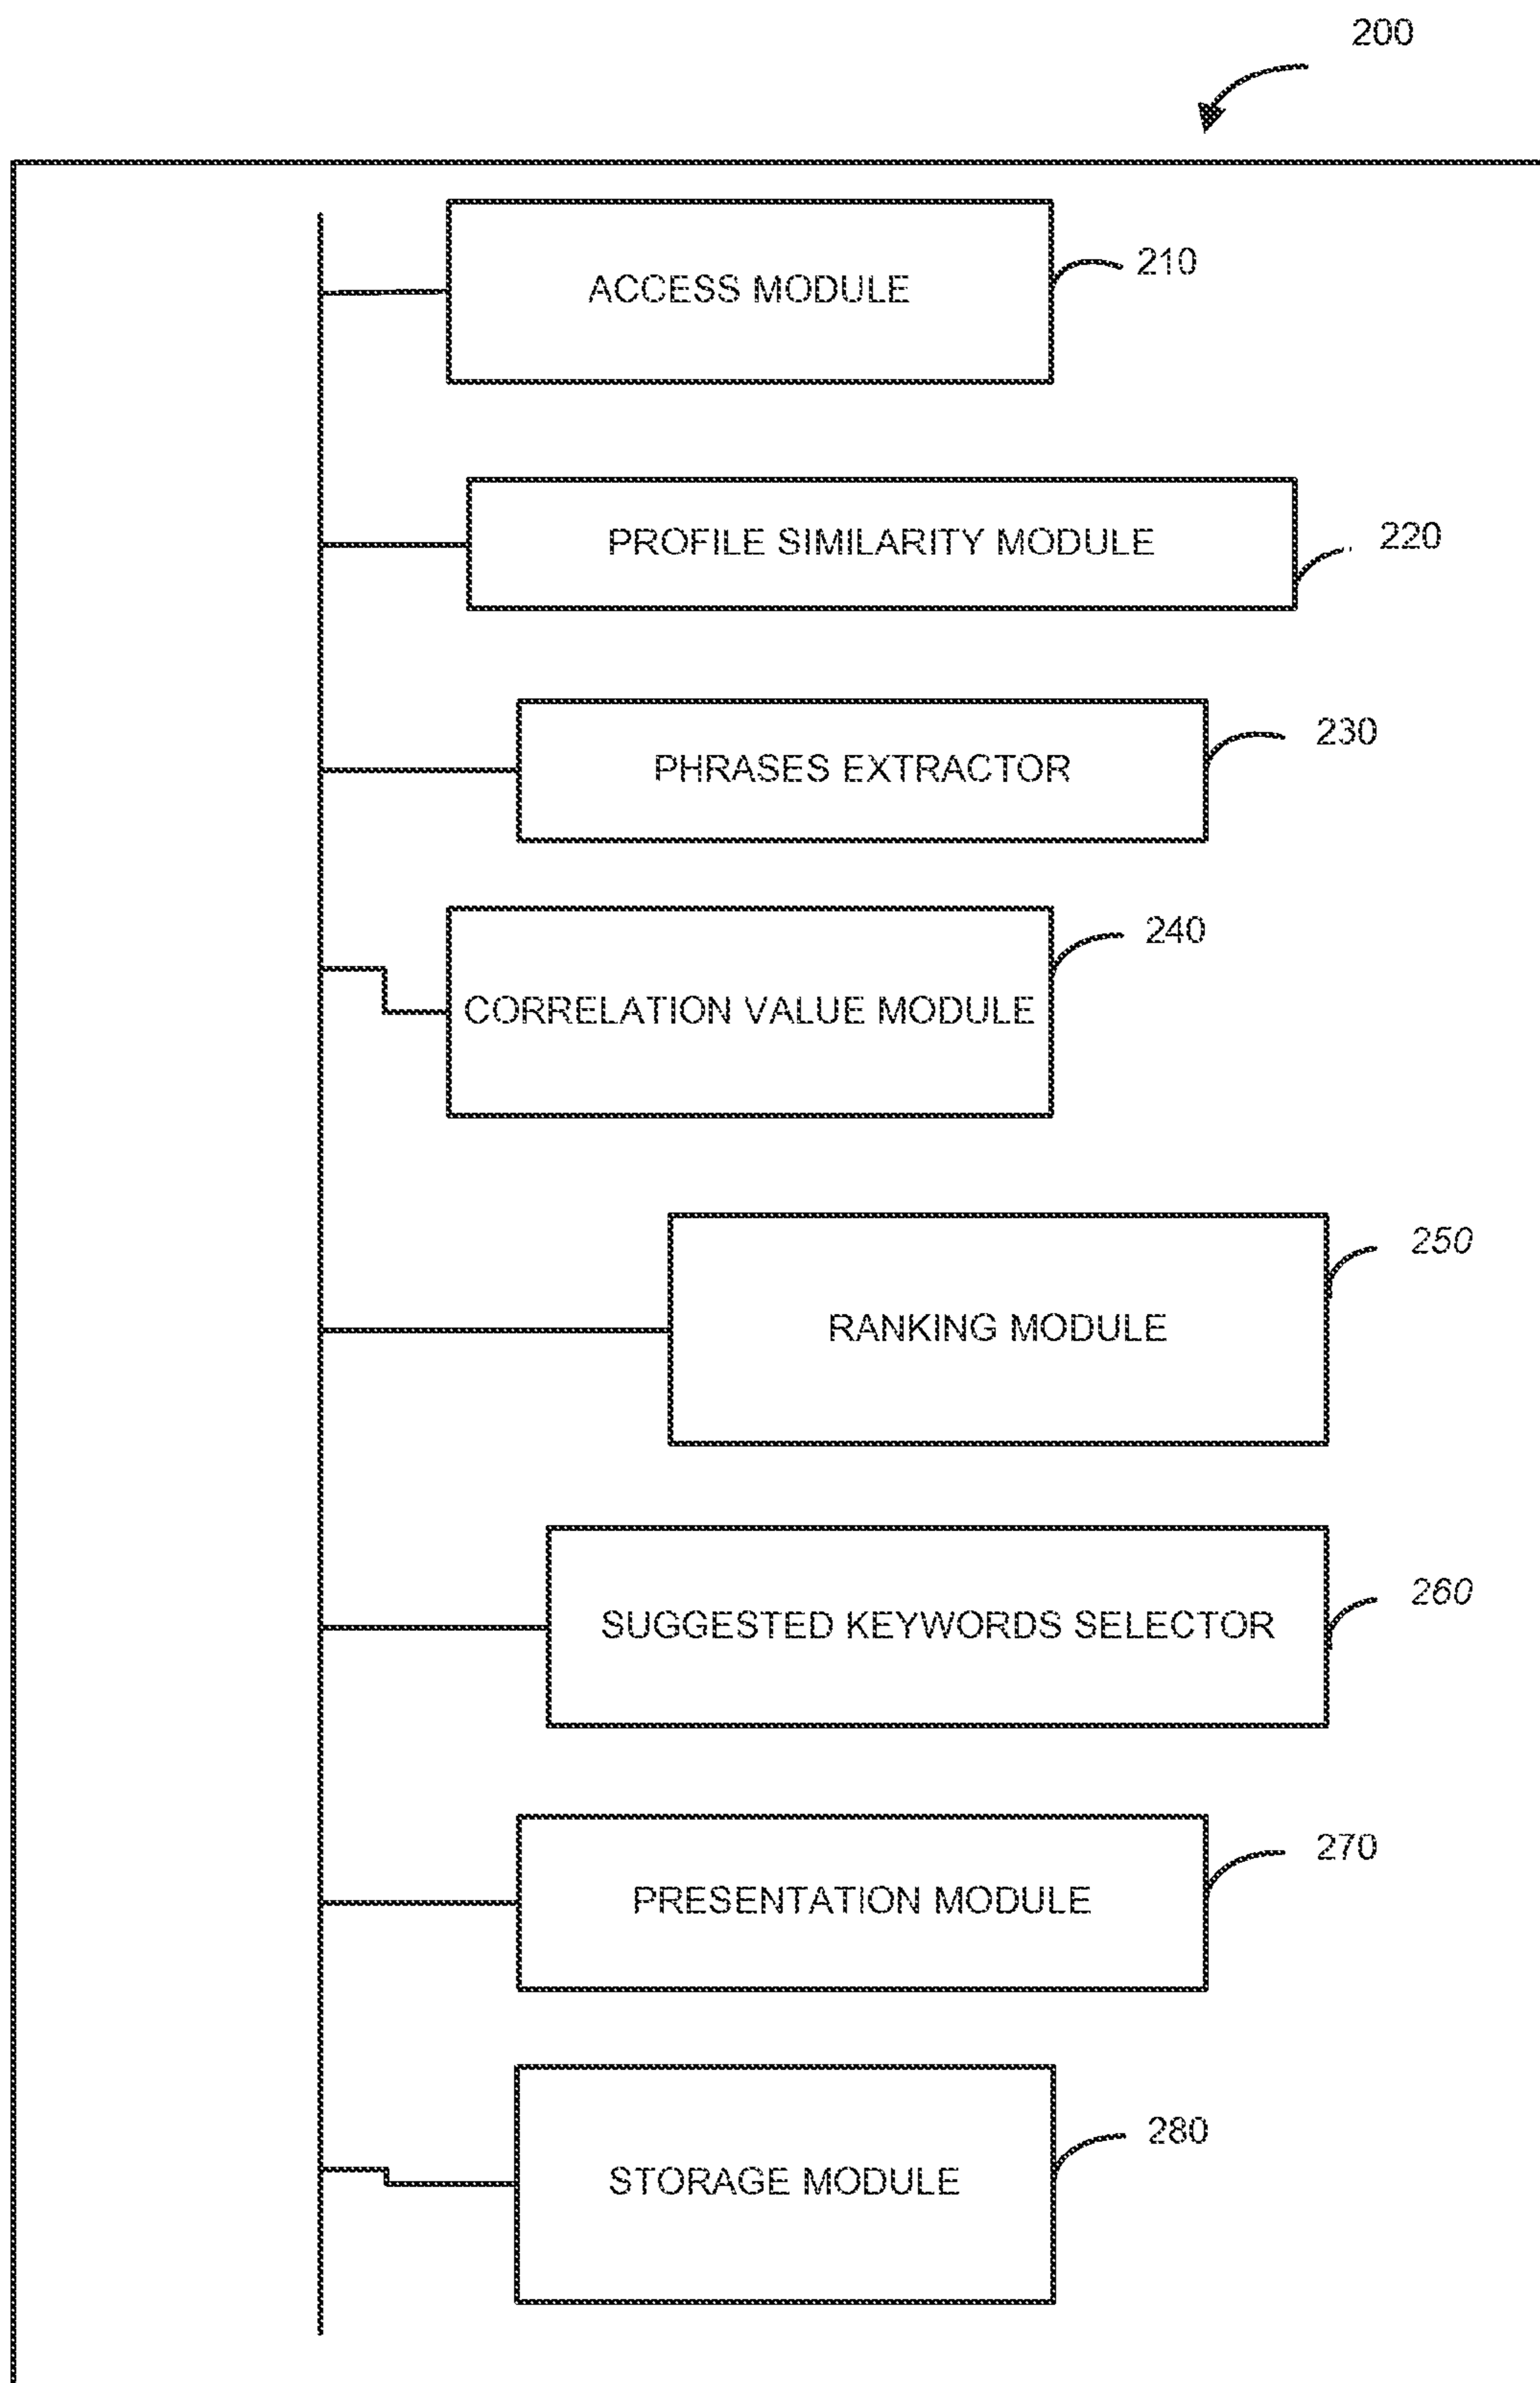 200
ACCESS MODULE
210
PROFILE SIMILARITY MODULE
220
PHRASES EXTRACTOR
230
CORRELATION VALUE MODULE
240
RANKING MODULE
250
SUGGESTED KEYWORDS SELECTOR
260
PRESENTATION MODULE
270
STORAGE MODULE
280